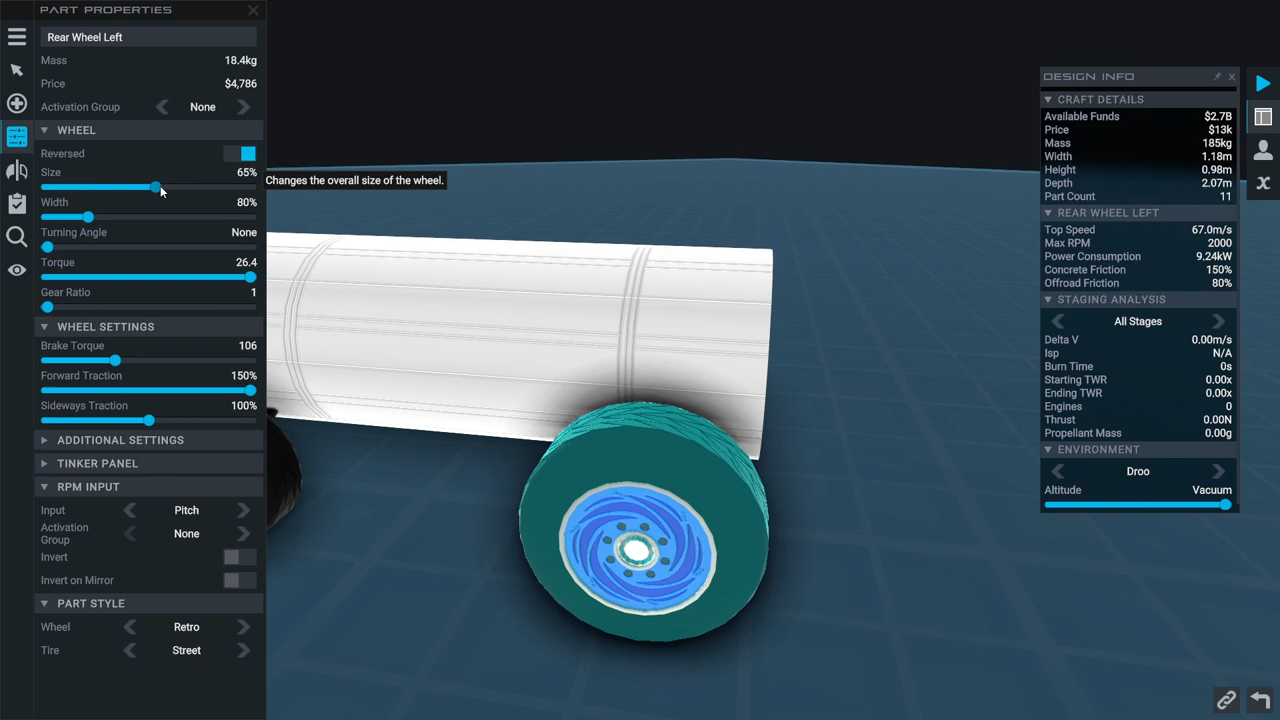 PART PROPERTIES
Rear Wheel Left
Mass 18.4kg
Price $4,786
Activation Group None
WHEEL
Reversed
Size 65%
Width 80%
Turning Angle None
Torque 26.4
Gear Ratio 1
WHEEL SETTINGS
Brake Torque 106
Forward Traction 150%
Sideways Traction 100%
ADDITIONAL SETTINGS
TINKER PANEL
RPM INPUT
Input Pitch
Activation Group None
Invert
Invert on Mirror
PART STYLE
Wheel Retro
Tire Street
Changes the overall size of the wheel.
DESIGN INFO
CRAFT DETAILS
Available Funds $2.7B
Price $13k
Mass 185kg
Width 1.18m
Height 0.98m
Depth 2.07m
Part Count 11
REAR WHEEL LEFT
Top Speed 67.0m/s
Max RPM 2000
Power Consumption 9.24kW
Concrete Friction 150%
Offroad Friction 80%
STAGING ANALYSIS
All Stages
Delta V 0.00m/s
Isp N/A
Burn Time 0s
Starting TWR 0.00x
Ending TWR 0.00x
Engines 0
Thrust 0.00N
Propellant Mass 0.00g
ENVIRONMENT
Droo
Altitude Vacuum
x